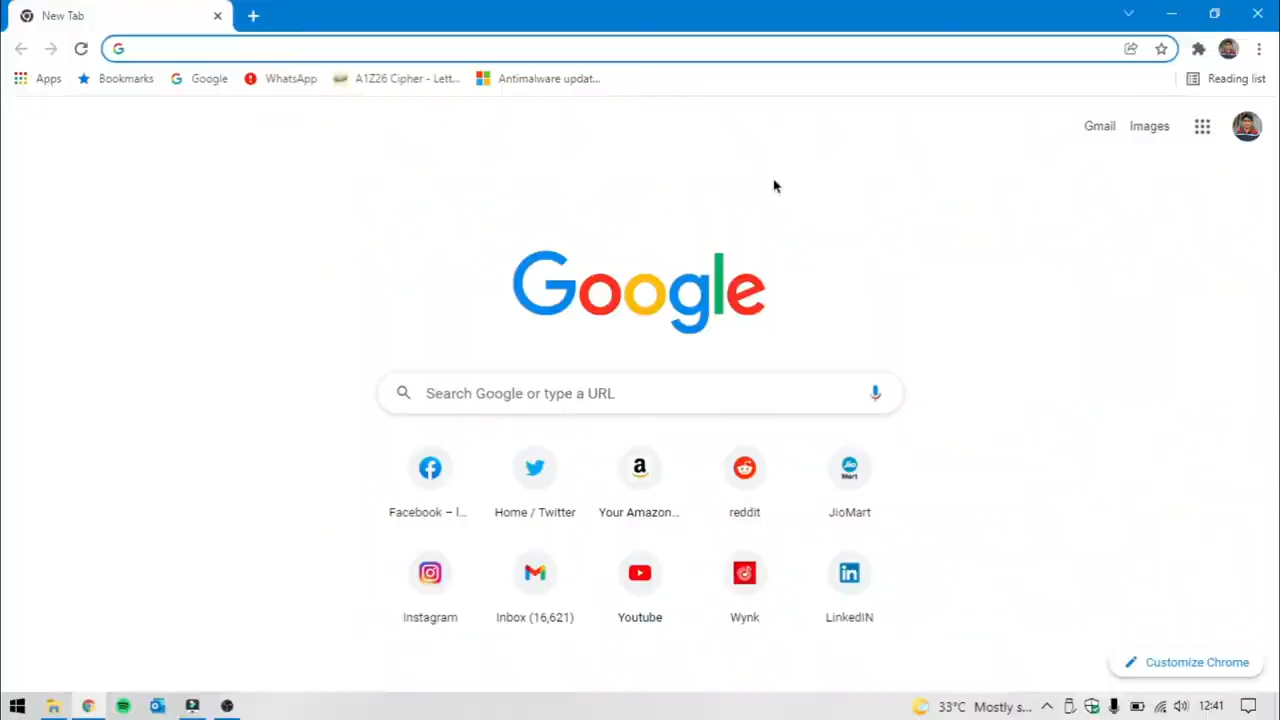 New Tab
Apps Bookmarks Google WhatsApp A1Z26 Cipher - Lett... Antimalware updat... Reading list
Gmail Images
Google
Search Google or type a URL
Facebook – l... Home / Twitter Your Amazon... reddit JioMart
Instagram Inbox (16,621) Youtube Wynk LinkedIN
Customize Chrome
33°C Mostly s... 12:41